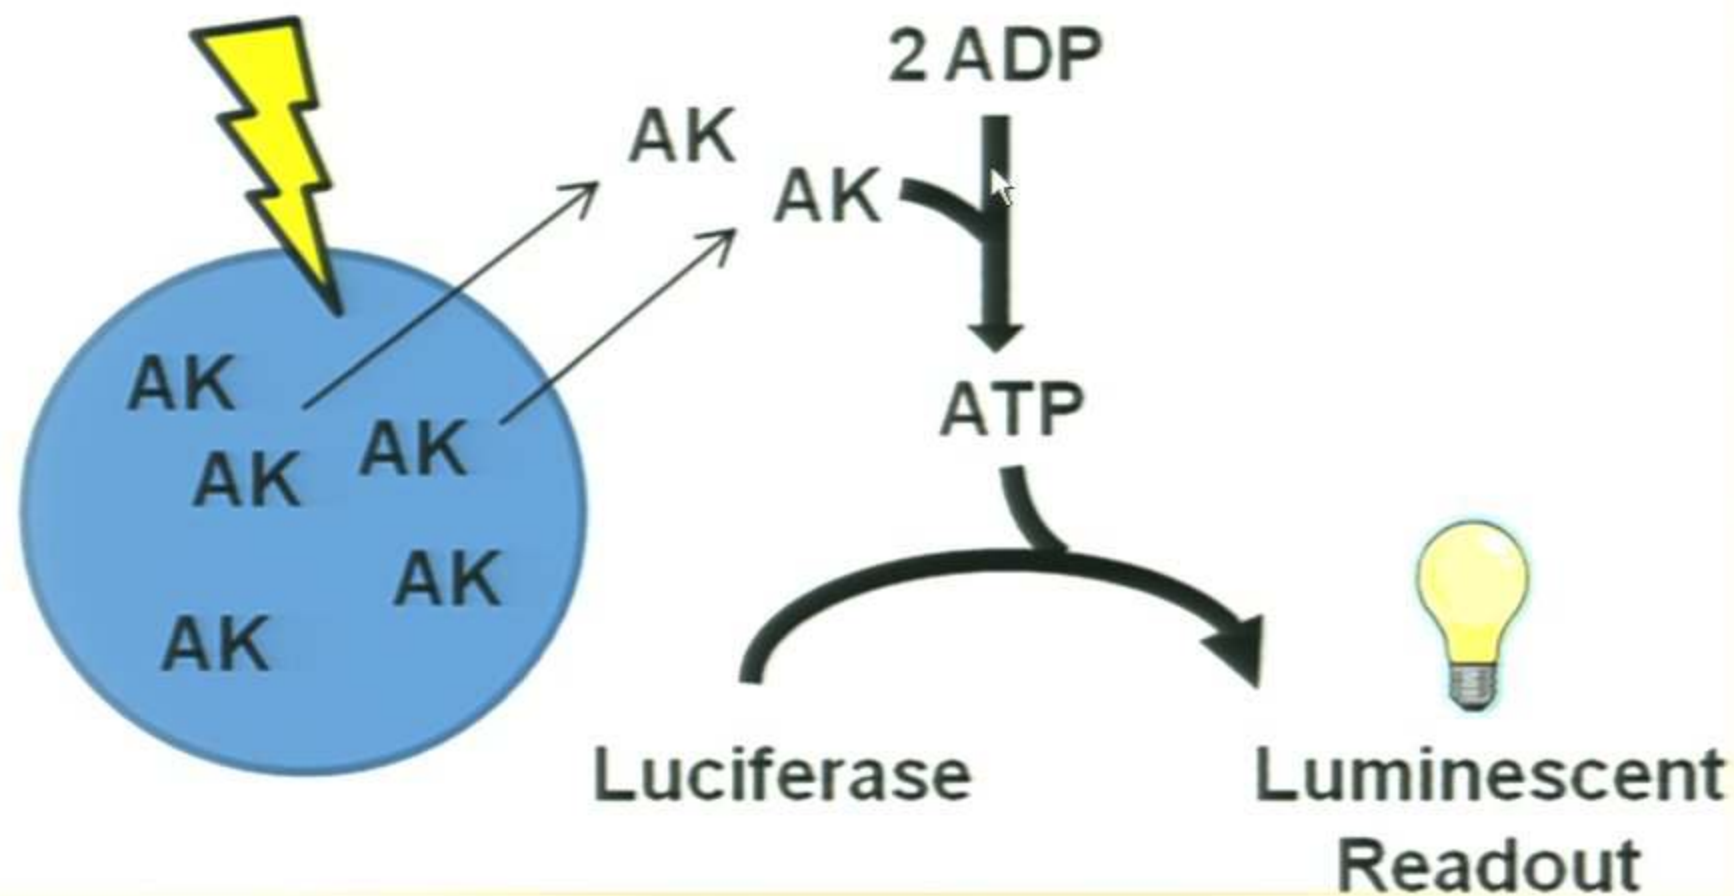 2 ADP
AK
AK
AK
AK
AK
AK
AK
ATP
Luciferase
Luminescent
Readout